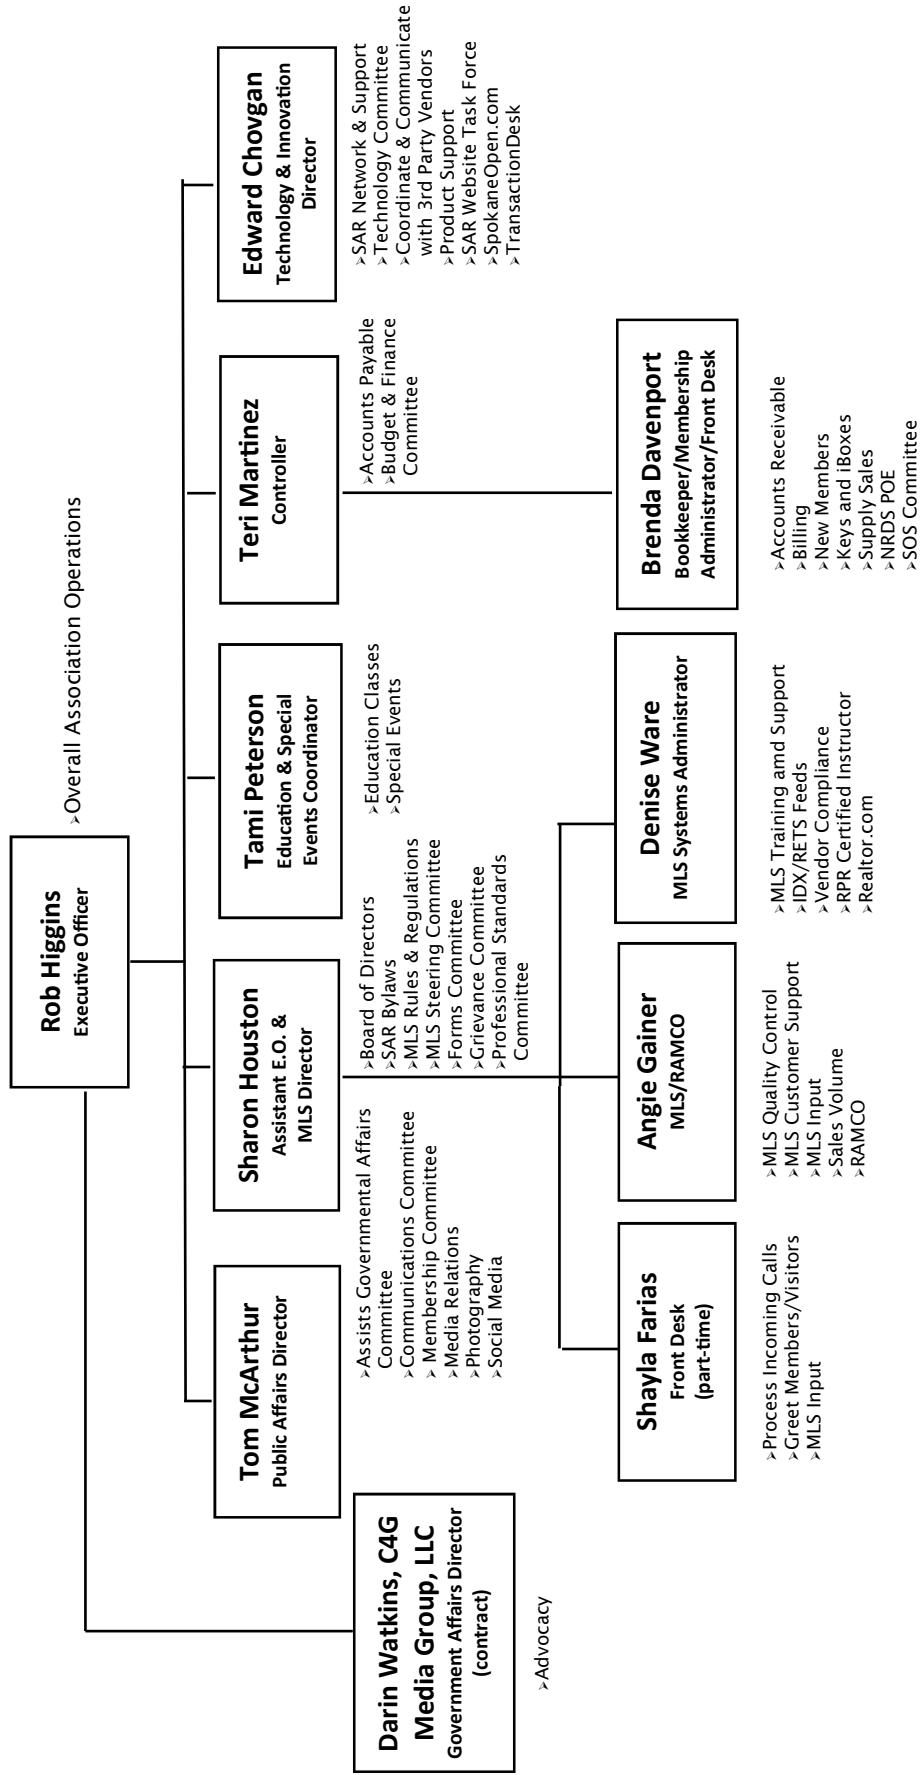 Rob Higgins
Executive Officer
➢Overall Association Operations
Darin Watkins, C4G
Media Group, LLC
Government Affairs Director
(contract)
➢Advocacy
Tom McArthur
Public Affairs Director
➢Assists Governmental Affairs
Committee
➢Communications Committee
➢ Membership Committee
➢Media Relations
➢Photography
➢Social Media
Sharon Houston
Assistant E.O. &
MLS Director
➢Board of Directors
➢SAR Bylaws
➢MLS Rules & Regulations
➢MLS Steering Committee
➢Forms Committee
➢Grievance Committee
➢Professional Standards
Committee
Tami Peterson
Education & Special
Events Coordinator
➢Education Classes
➢Special Events
Teri Martinez
Controller
➢Accounts Payable
➢Budget & Finance
Committee
Edward Chovgan
Technology & Innovation
Director
➢SAR Network & Support
➢Technology Committee
➢Coordinate & Communicate
with 3rd Party Vendors
➢Product Support
➢SAR Website Task Force
➢SpokaneOpen.com
➢TransactionDesk
Shayla Farias
Front Desk
(part-time)
➢Process Incoming Calls
➢Greet Members/Visitors
➢MLS Input
Angie Gainer
MLS/RAMCO
➢MLS Quality Control
➢MLS Customer Support
➢MLS Input
➢Sales Volume
➢RAMCO
Denise Ware
MLS Systems Administrator
➢MLS Training amd Support
➢IDX/RETS Feeds
➢Vendor Compliance
➢RPR Certified Instructor
➢Realtor.com
Brenda Davenport
Bookkeeper/Membership
Administrator/Front Desk
➢Accounts Receivable
➢Billing
➢New Members
➢Keys and iBoxes
➢Supply Sales
➢NRDS POE
➢SOS Committee